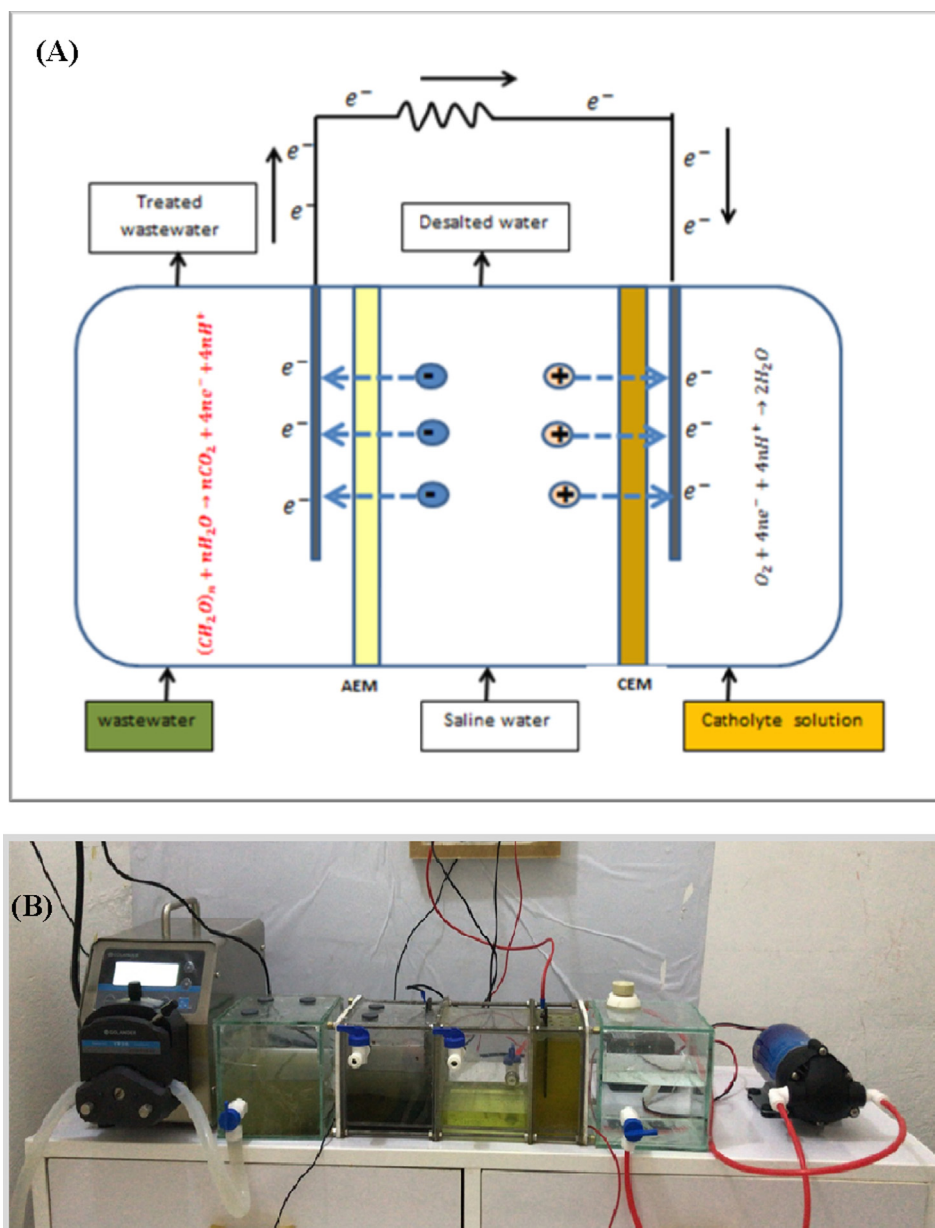 (A)
e⁻
e⁻
e⁻
e⁻
e⁻
e⁻
Treated
wastewater
Desalted water
(CH₂O)ₙ + nH₂O → nCO₂ + 4ne⁻ +4nH⁺
e⁻
e⁻
e⁻
-
-
-
+
+
+
e⁻
e⁻
e⁻
O₂ + 4ne⁻ + 4nH⁺ → 2H₂O
AEM
CEM
wastewater
Saline water
Catholyte solution
(B)